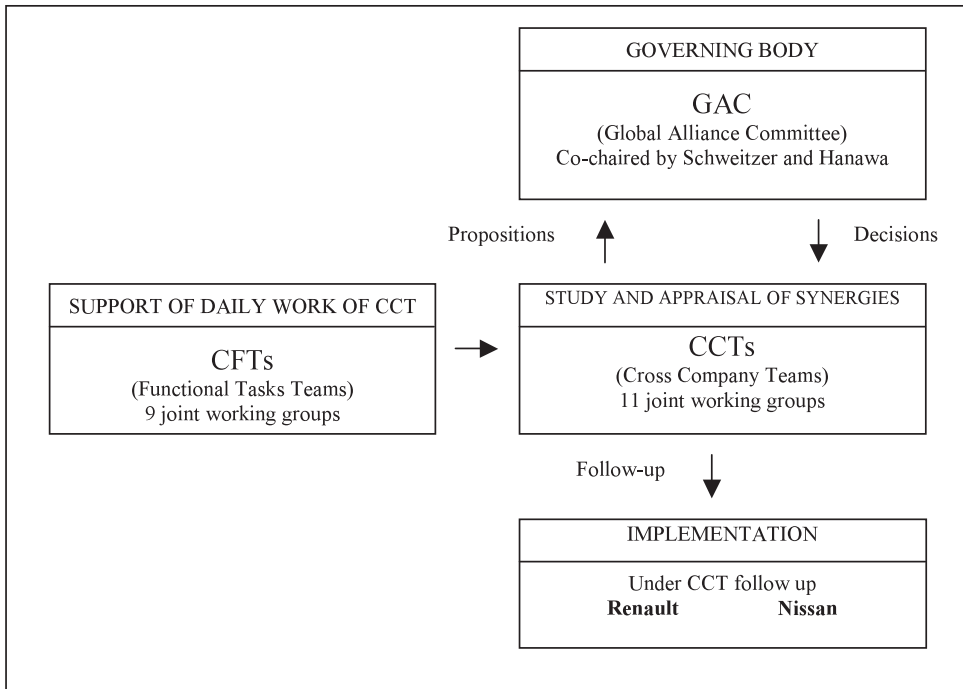 GOVERNING BODY
GAC
(Global Alliance Committee)
Co-chaired by Schweitzer and Hanawa
Propositions
Decisions
SUPPORT OF DAILY WORK OF CCT
CFTs
(Functional Tasks Teams)
9 joint working groups
STUDY AND APPRAISAL OF SYNERGIES
CCTs
(Cross Company Teams)
11 joint working groups
Follow-up
IMPLEMENTATION
Under CCT follow up
Renault Nissan